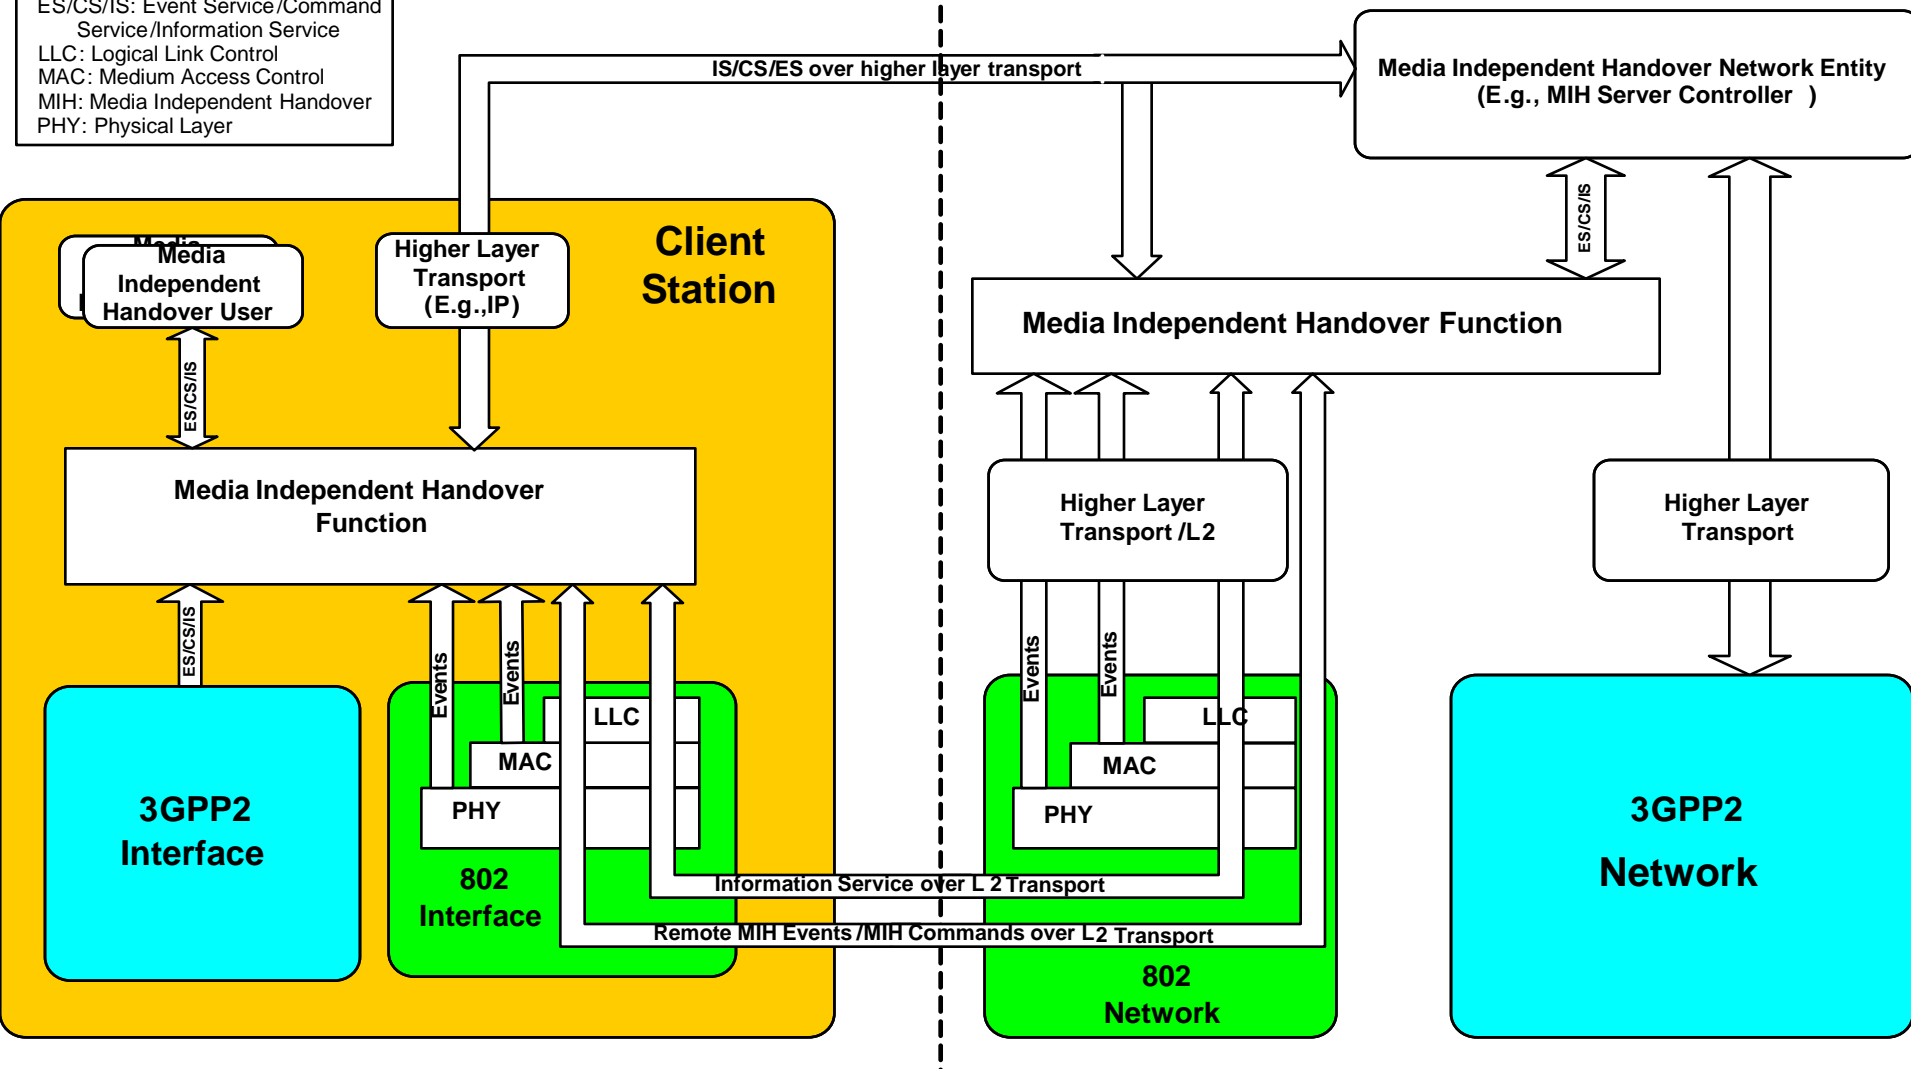 ES/CS/IS: Event Service/Command
Service/Information Service
LLC: Logical Link Control
MAC: Medium Access Control
MIH: Media Independent Handover
PHY: Physical Layer
IS/CS/ES over higher layer transport
Media Independent Handover Network Entity
(E.g., MIH Server Controller )
ES/CS/IS
Client
Station
Media
Media
Independent
Handover User
Higher Layer
Transport
(E.g.,IP)
ES/CS/IS
Media Independent Handover Function
Media Independent Handover
Function
Higher Layer
Transport /L2
Higher Layer
Transport
ES/CS/IS
Events
Events
Events
Events
LLC
MAC
PHY
LLC
MAC
PHY
3GPP2
Interface
802
Interface
Information Service over L 2 Transport
Remote MIH Events /MIH Commands over L2 Transport
802
Network
3GPP2
Network